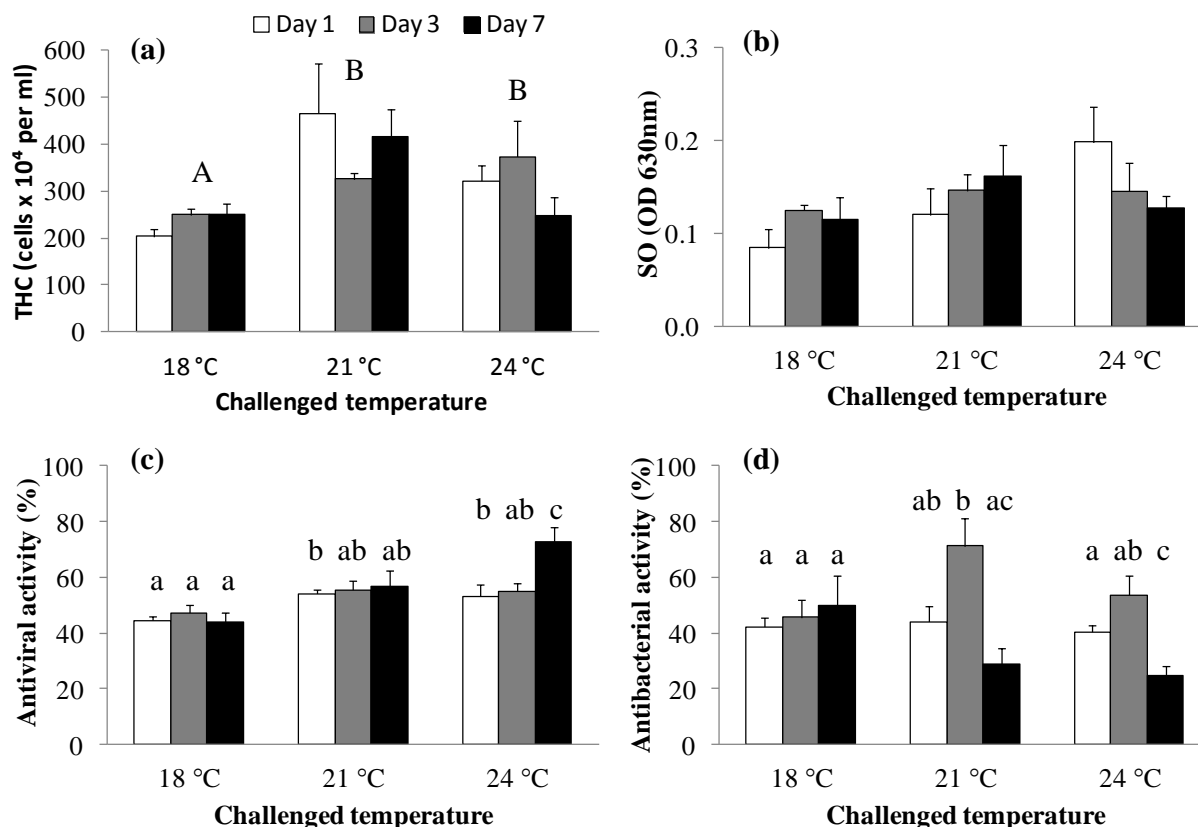 Day 1 Day 3 Day 7
(a)
THC (cells x 10⁴ per ml)
600
500
400
300
200
100
0
A
B
B
18 °C 21 °C 24 °C
Challenged temperature
(b)
SO (OD 630nm)
0.3
0.2
0.1
0.0
18 °C 21 °C 24 °C
Challenged temperature
(c)
Antiviral activity (%)
100
80
60
40
20
0
a a a
b ab ab
b ab c
18 °C 21 °C 24 °C
Challenged temperature
(d)
Antibacterial activity (%)
100
80
60
40
20
0
a a a
ab b ac
a ab c
18 °C 21 °C 24 °C
Challenged temperature